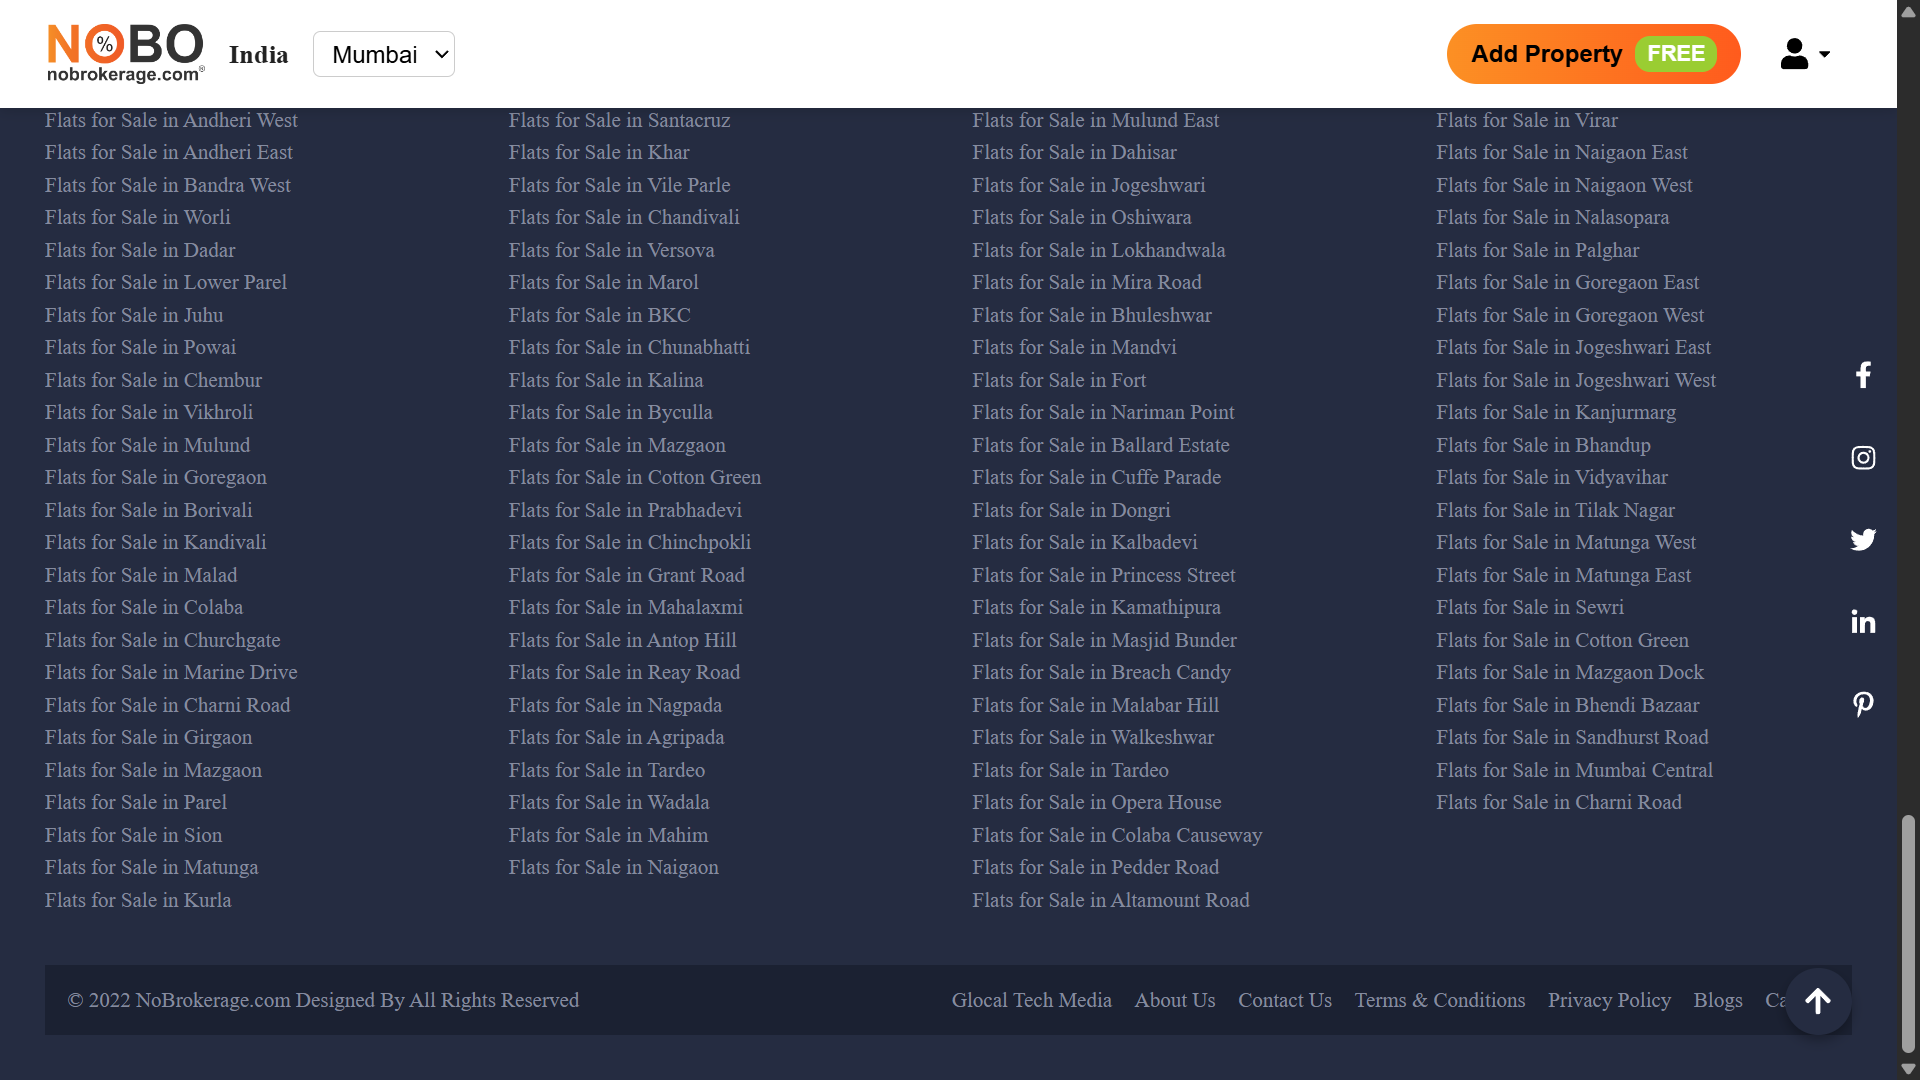 NOBO
%
nobrokerage.com®
India
Mumbai
Add Property FREE
Flats for Sale in Andheri West
Flats for Sale in Andheri East
Flats for Sale in Bandra West
Flats for Sale in Worli
Flats for Sale in Dadar
Flats for Sale in Lower Parel
Flats for Sale in Juhu
Flats for Sale in Powai
Flats for Sale in Chembur
Flats for Sale in Vikhroli
Flats for Sale in Mulund
Flats for Sale in Goregaon
Flats for Sale in Borivali
Flats for Sale in Kandivali
Flats for Sale in Malad
Flats for Sale in Colaba
Flats for Sale in Churchgate
Flats for Sale in Marine Drive
Flats for Sale in Charni Road
Flats for Sale in Girgaon
Flats for Sale in Mazgaon
Flats for Sale in Parel
Flats for Sale in Sion
Flats for Sale in Matunga
Flats for Sale in Kurla
Flats for Sale in Santacruz
Flats for Sale in Khar
Flats for Sale in Vile Parle
Flats for Sale in Chandivali
Flats for Sale in Versova
Flats for Sale in Marol
Flats for Sale in BKC
Flats for Sale in Chunabhatti
Flats for Sale in Kalina
Flats for Sale in Byculla
Flats for Sale in Mazgaon
Flats for Sale in Cotton Green
Flats for Sale in Prabhadevi
Flats for Sale in Chinchpokli
Flats for Sale in Grant Road
Flats for Sale in Mahalaxmi
Flats for Sale in Antop Hill
Flats for Sale in Reay Road
Flats for Sale in Nagpada
Flats for Sale in Agripada
Flats for Sale in Tardeo
Flats for Sale in Wadala
Flats for Sale in Mahim
Flats for Sale in Naigaon
Flats for Sale in Mulund East
Flats for Sale in Dahisar
Flats for Sale in Jogeshwari
Flats for Sale in Oshiwara
Flats for Sale in Lokhandwala
Flats for Sale in Mira Road
Flats for Sale in Bhuleshwar
Flats for Sale in Mandvi
Flats for Sale in Fort
Flats for Sale in Nariman Point
Flats for Sale in Ballard Estate
Flats for Sale in Cuffe Parade
Flats for Sale in Dongri
Flats for Sale in Kalbadevi
Flats for Sale in Princess Street
Flats for Sale in Kamathipura
Flats for Sale in Masjid Bunder
Flats for Sale in Breach Candy
Flats for Sale in Malabar Hill
Flats for Sale in Walkeshwar
Flats for Sale in Tardeo
Flats for Sale in Opera House
Flats for Sale in Colaba Causeway
Flats for Sale in Pedder Road
Flats for Sale in Altamount Road
Flats for Sale in Virar
Flats for Sale in Naigaon East
Flats for Sale in Naigaon West
Flats for Sale in Nalasopara
Flats for Sale in Palghar
Flats for Sale in Goregaon East
Flats for Sale in Goregaon West
Flats for Sale in Jogeshwari East
Flats for Sale in Jogeshwari West
Flats for Sale in Kanjurmarg
Flats for Sale in Bhandup
Flats for Sale in Vidyavihar
Flats for Sale in Tilak Nagar
Flats for Sale in Matunga West
Flats for Sale in Matunga East
Flats for Sale in Sewri
Flats for Sale in Cotton Green
Flats for Sale in Mazgaon Dock
Flats for Sale in Bhendi Bazaar
Flats for Sale in Sandhurst Road
Flats for Sale in Mumbai Central
Flats for Sale in Charni Road
© 2022 NoBrokerage.com Designed By All Rights Reserved
Glocal Tech Media About Us Contact Us Terms & Conditions Privacy Policy Blogs